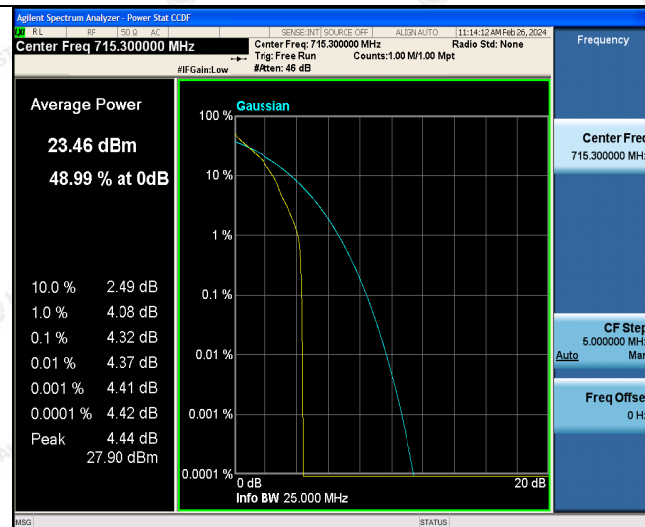 Agilent Spectrum Analyzer - Power Stat CCDF
LXI RL RF 50 Ω AC SENSE:INT SOURCE OFF ALIGN AUTO 11:14:12 AM Feb 26, 2024
Center Freq 715.300000 MHz
Center Freq: 715.300000 MHz Radio Std: None
Trig: Free Run Counts:1.00 M/1.00 Mpt
#IFGain:Low #Atten: 46 dB
Frequency
Average Power
23.46 dBm
48.99 % at 0dB
10.0 % 2.49 dB
1.0 % 4.08 dB
0.1 % 4.32 dB
0.01 % 4.37 dB
0.001 % 4.41 dB
0.0001 % 4.42 dB
Peak 4.44 dB
27.90 dBm
Gaussian
100 %
10 %
1 %
0.1 %
0.01 %
0.001 %
0.0001 %
0 dB 20 dB
Info BW 25.000 MHz
Center Freq
715.300000 MH
CF Step
5.000000 MH
Auto Mar
Freq Offse
0 H
MSG STATUS